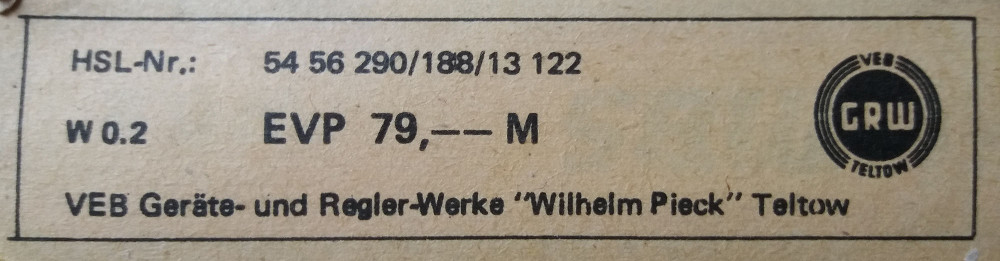 HSL-Nr.: 54 56 290/188/13 122
W 0.2 EVP 79,-- M
VEB Geräte- und Regler-Werke "Wilhelm Pieck" Teltow
VEB
GRW
TELTOW